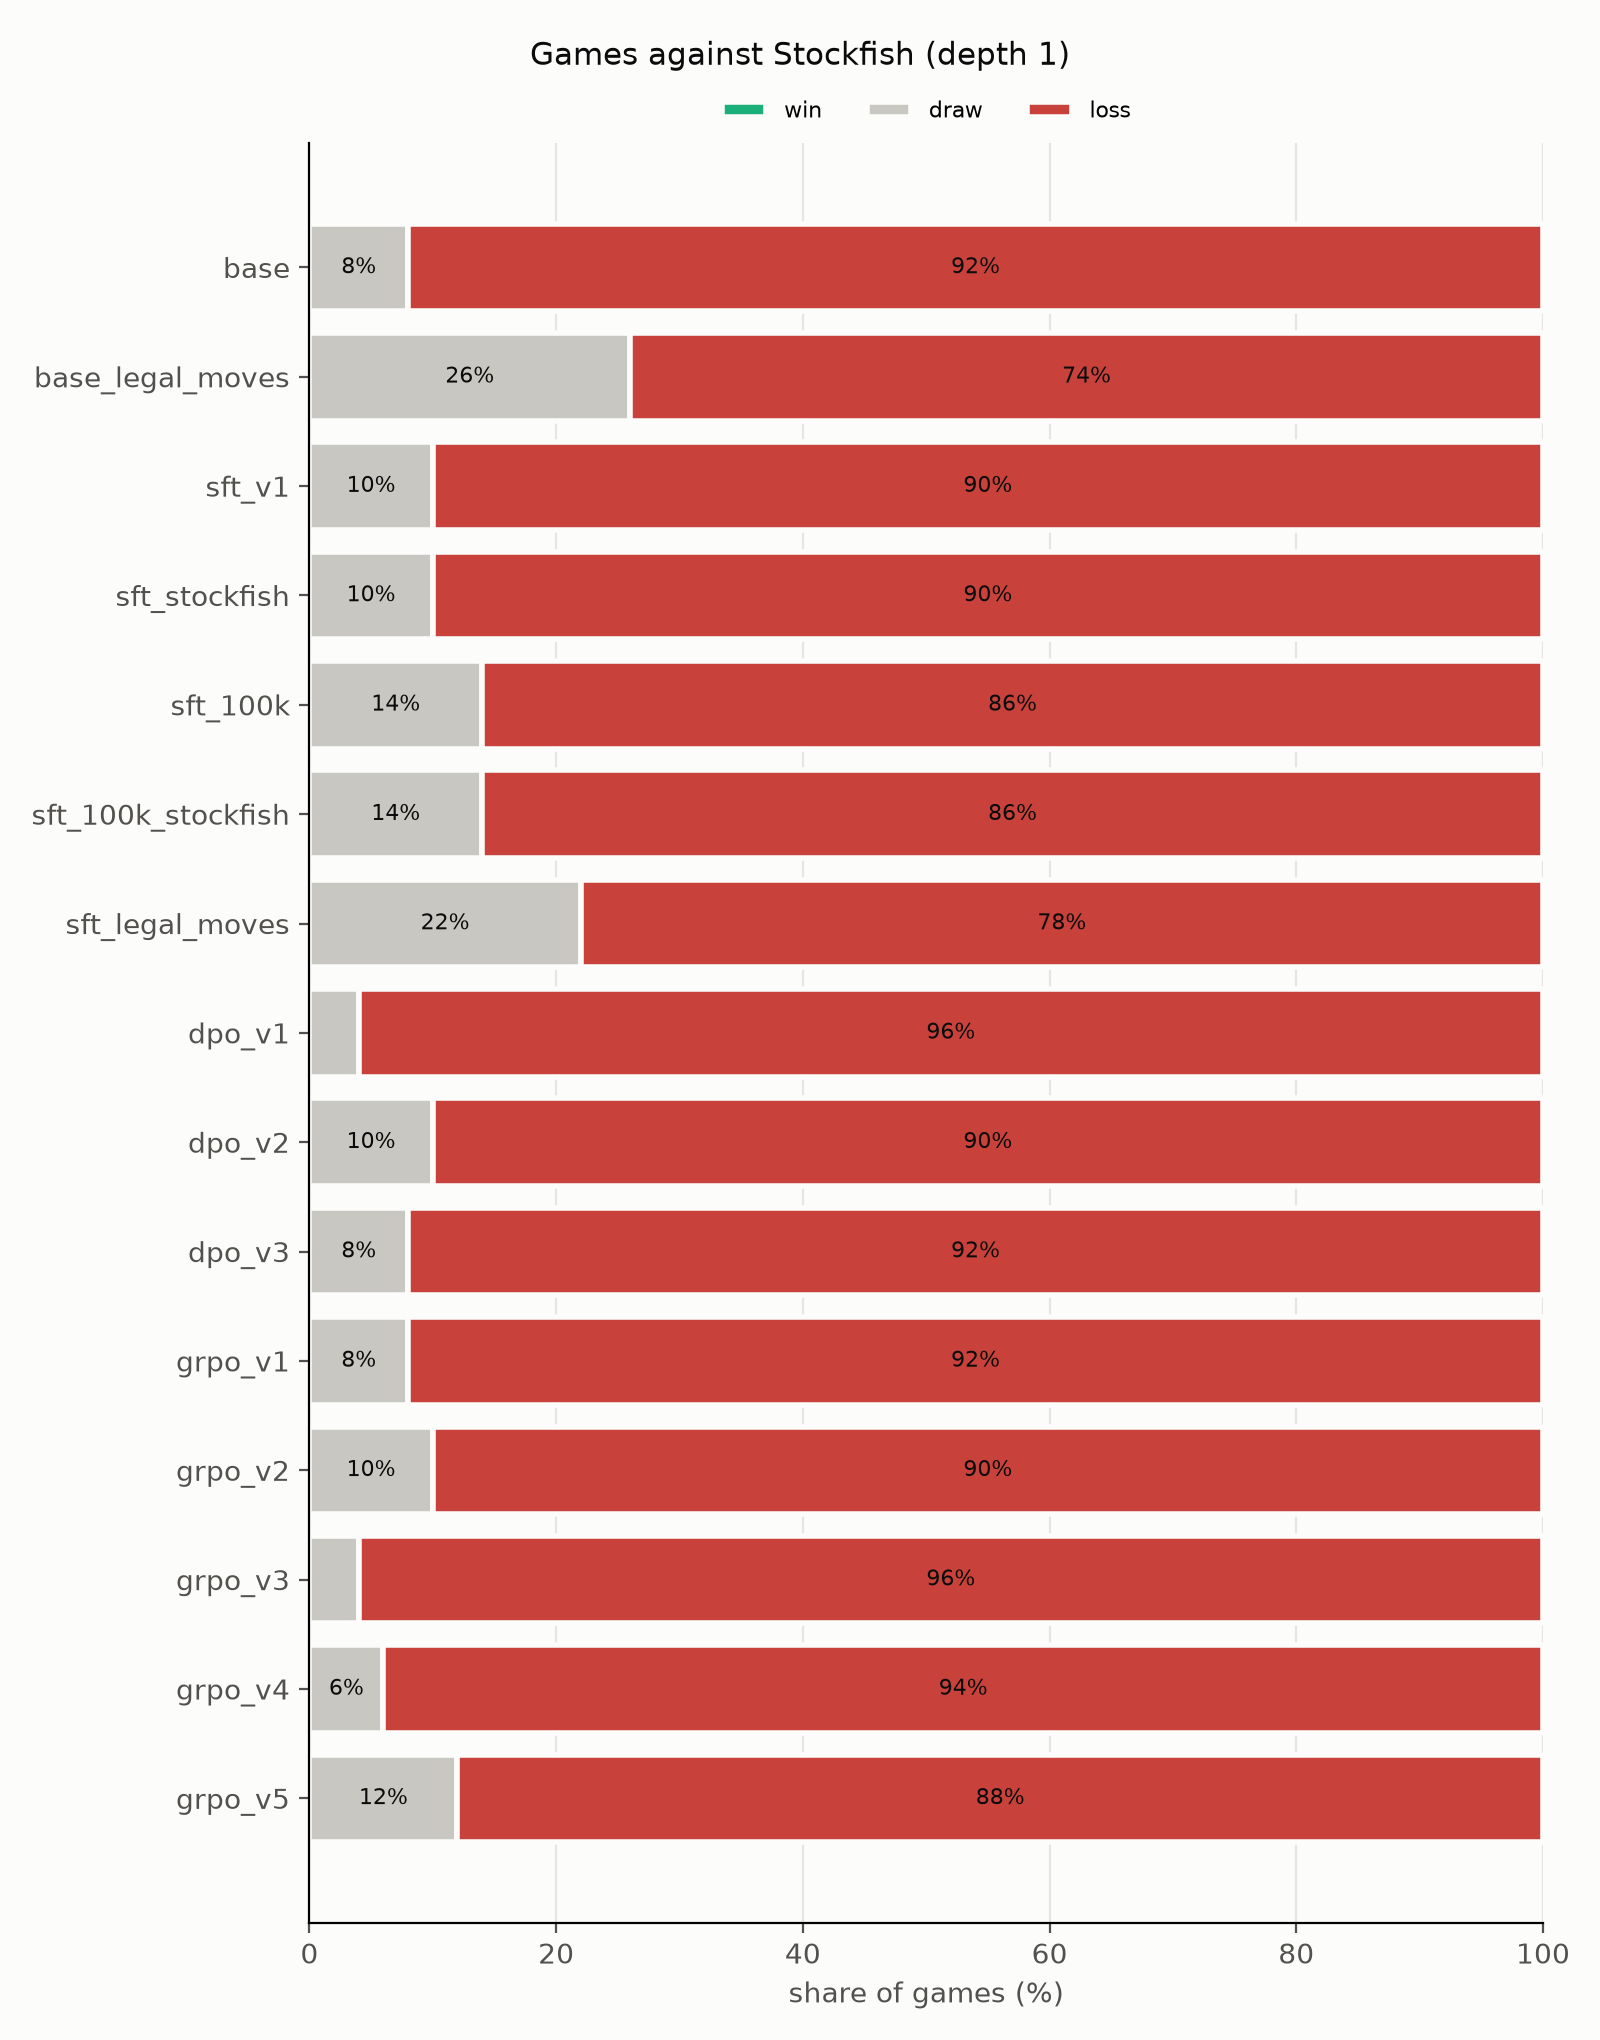 Games against Stockfish (depth 1)
win draw loss
base 8% 92%
base_legal_moves 26% 74%
sft_v1 10% 90%
sft_stockfish 10% 90%
sft_100k 14% 86%
sft_100k_stockfish 14% 86%
sft_legal_moves 22% 78%
dpo_v1 96%
dpo_v2 10% 90%
dpo_v3 8% 92%
grpo_v1 8% 92%
grpo_v2 10% 90%
grpo_v3 96%
grpo_v4 6% 94%
grpo_v5 12% 88%
0 20 40 60 80 100
share of games (%)